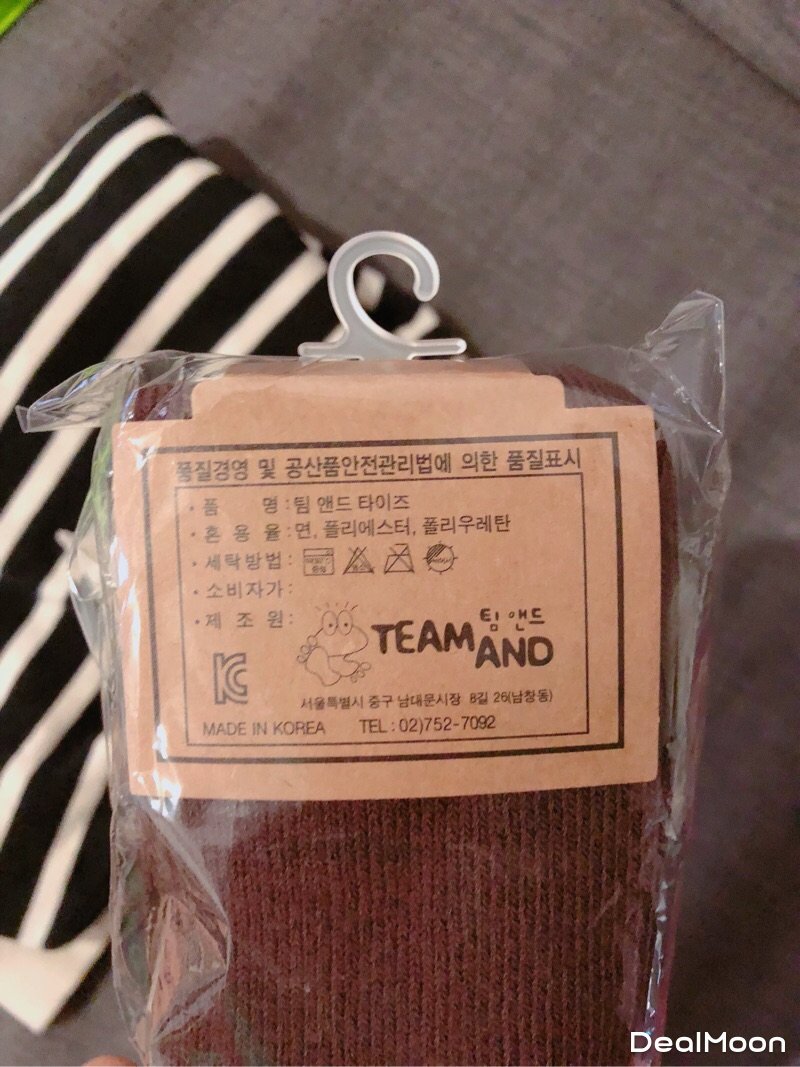 품질경영 및 공산품안전관리법에 의한 품질표시
• 품 명 : 팀 앤드 타이즈
• 혼 용 율 : 면, 폴리에스터, 폴리우레탄
• 세탁방법 :
• 소비자가 :
• 제 조 원 :
팀 앤드
TEAM AND
서울특별시 중구 남대문시장 8길 26(남창동)
MADE IN KOREA TEL : 02)752-7092
DealMoon